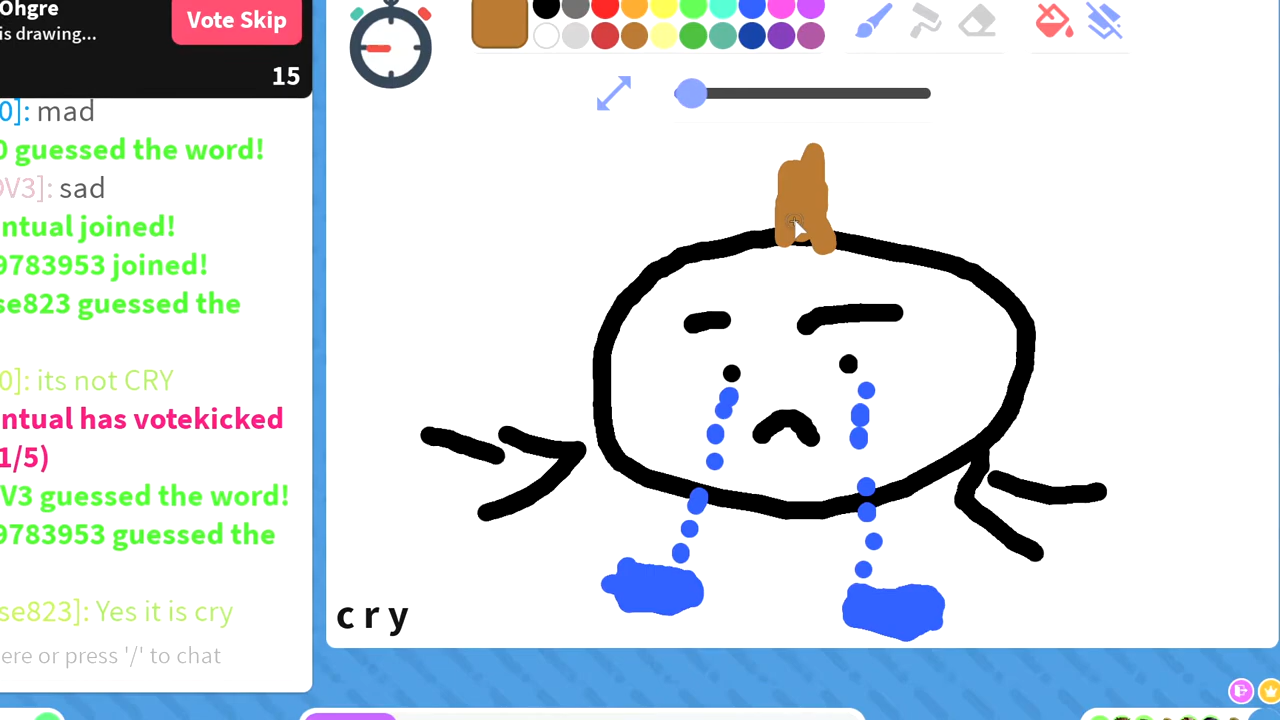 Ohgre
is drawing...
Vote Skip
15
0]: mad
0 guessed the word!
OV3]: sad
ntual joined!
9783953 joined!
se823 guessed the
0]: its not CRY
ntual has votekicked
1/5)
V3 guessed the word!
9783953 guessed the
se823]: Yes it is cry
ere or press '/' to chat
c r y